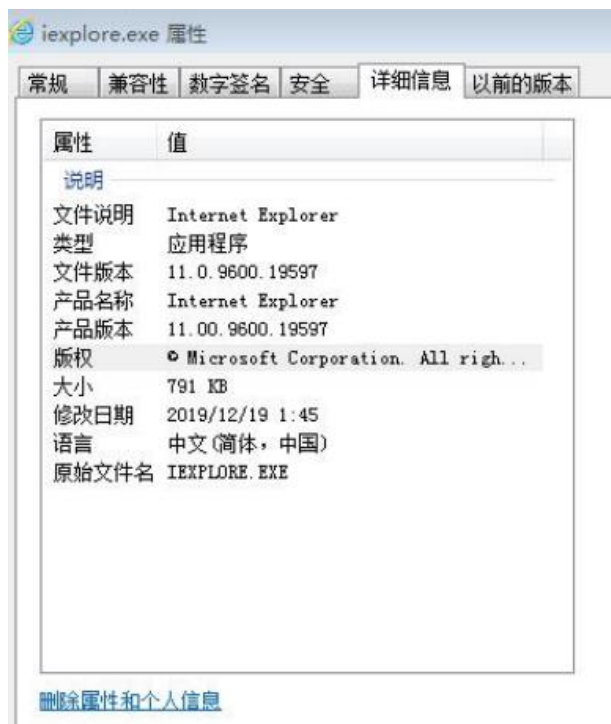 iexplore.exe 属性
常规 兼容性 数字签名 安全 详细信息 以前的版本
属性 值
说明
文件说明 Internet Explorer
类型 应用程序
文件版本 11.0.9600.19597
产品名称 Internet Explorer
产品版本 11.00.9600.19597
版权 © Microsoft Corporation. All righ...
大小 791 KB
修改日期 2019/12/19 1:45
语言 中文(简体，中国)
原始文件名 IEXPLORE.EXE
删除属性和个人信息